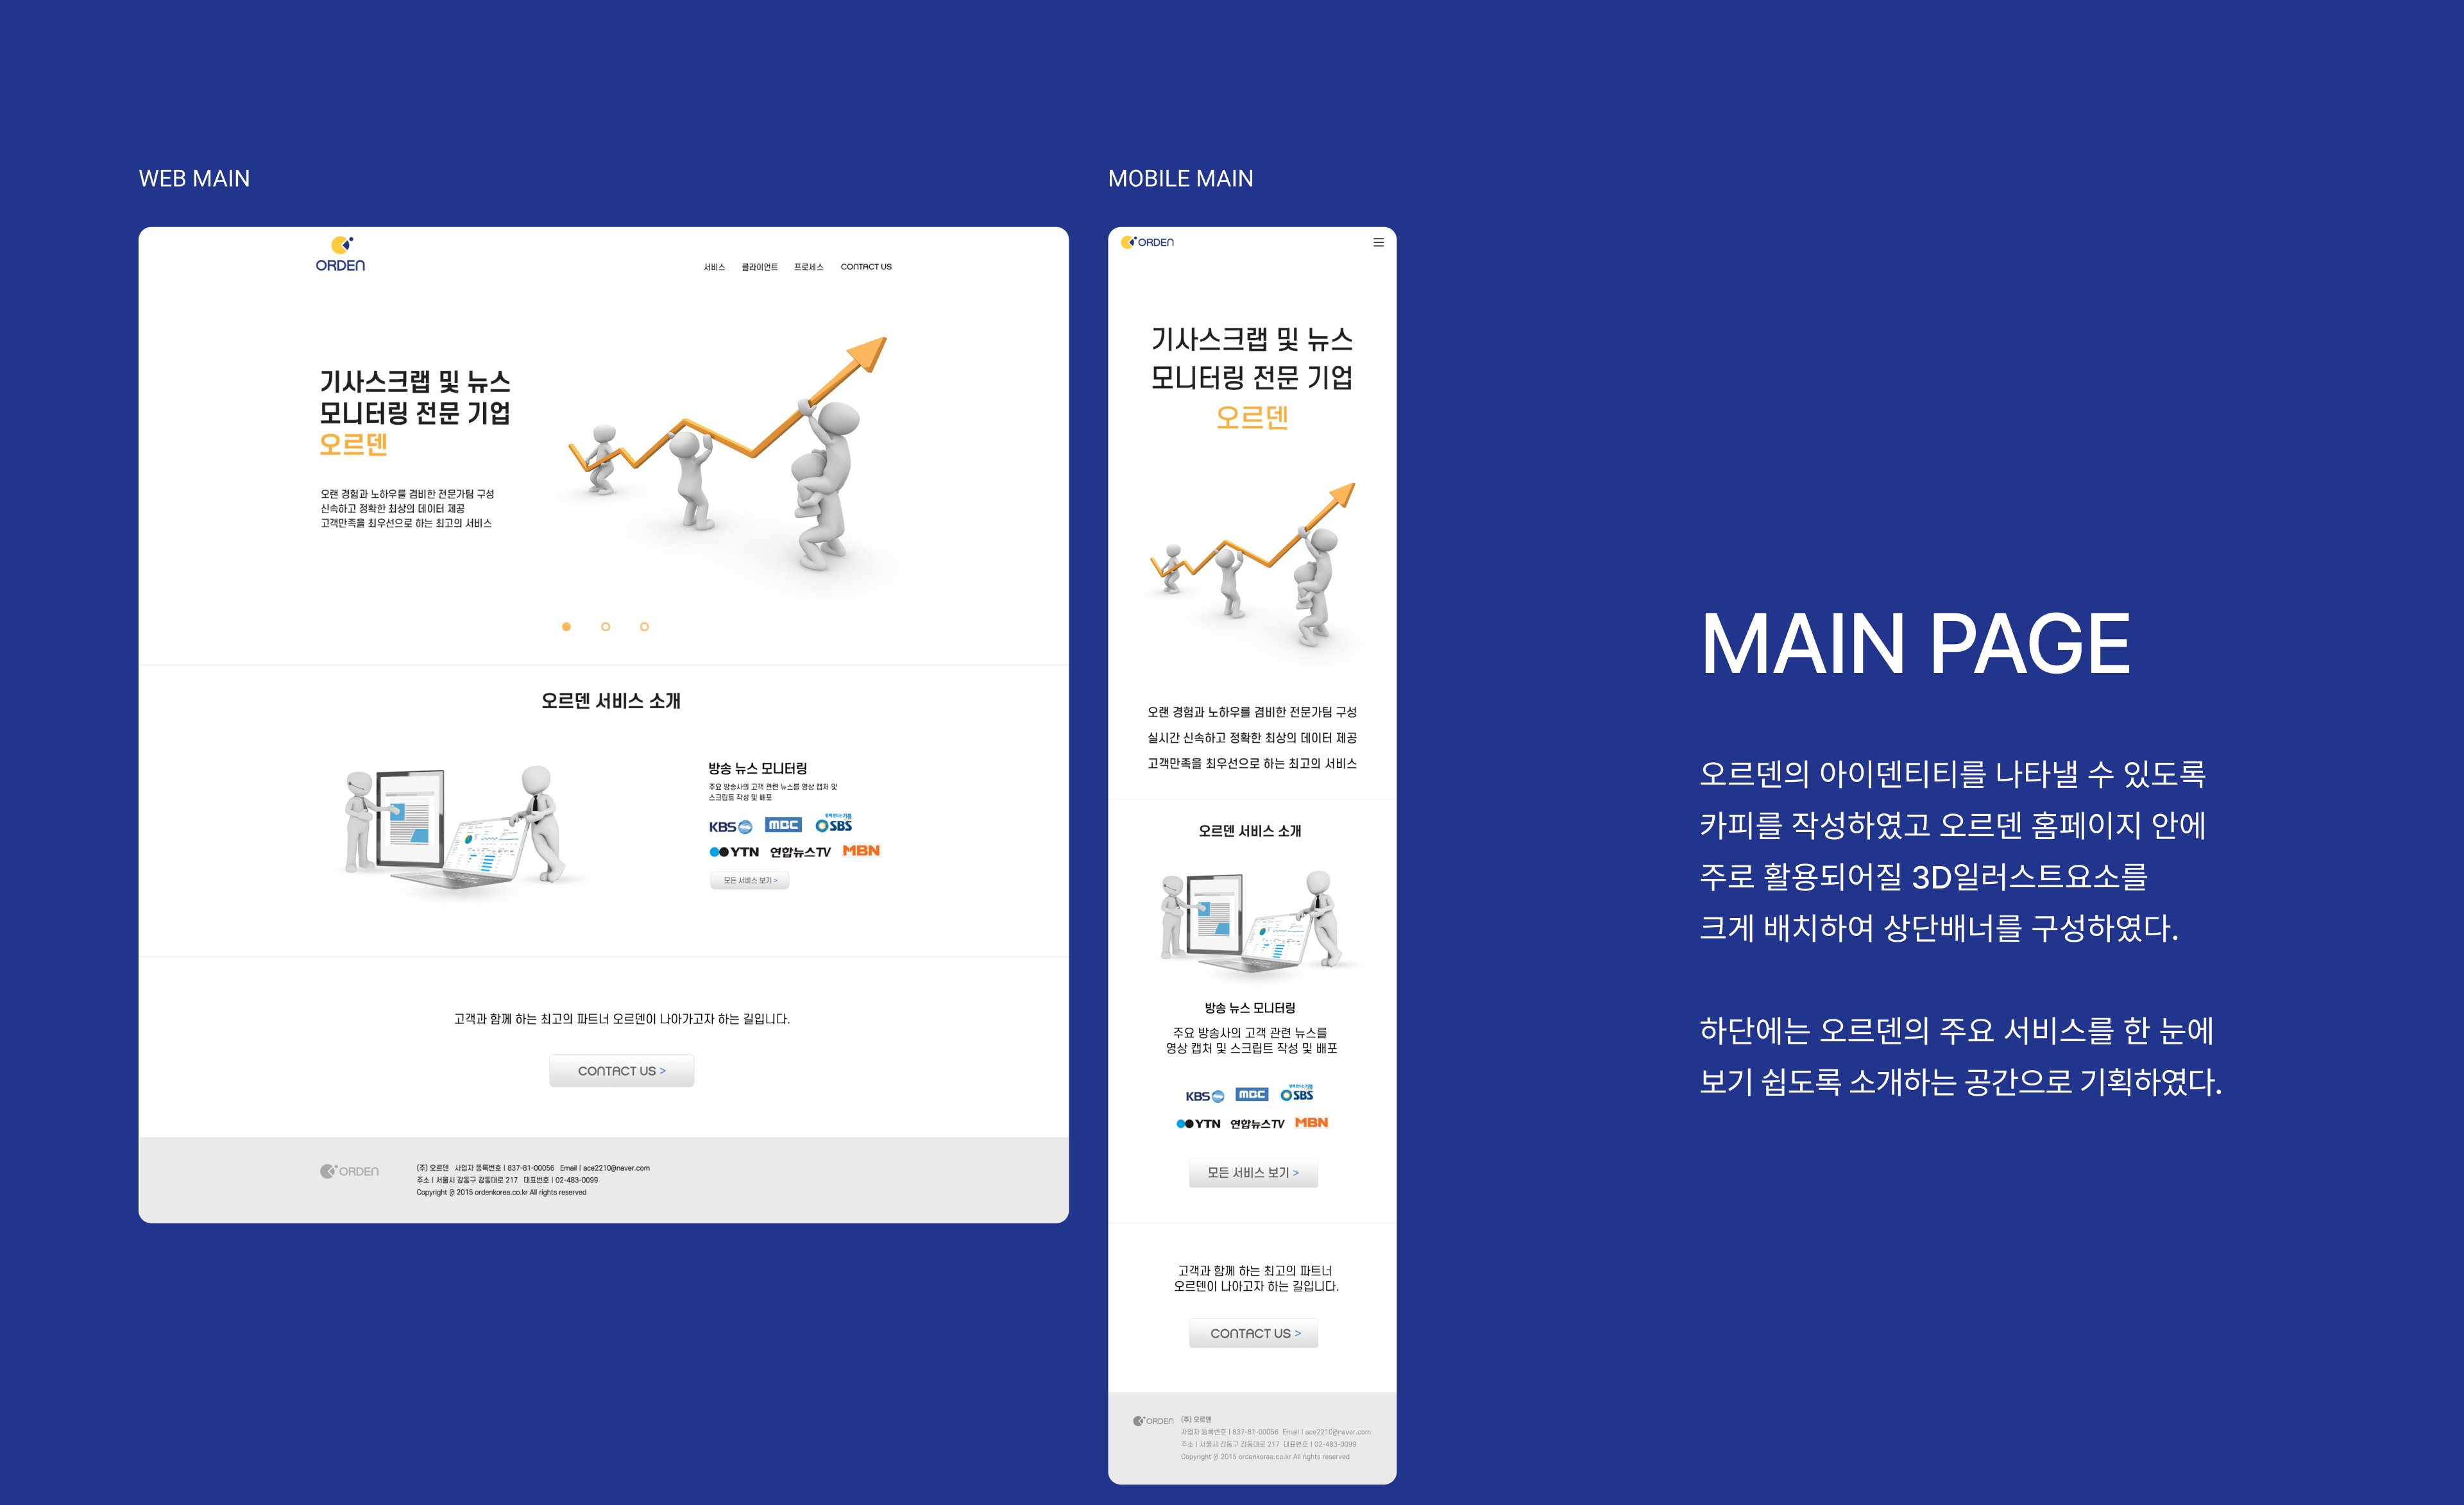 WEB MAIN
ORDEN
서비스 클라이언트 프로세스 CONTACT US
기사스크랩 및 뉴스
모니터링 전문 기업
오르덴
오랜 경험과 노하우를 겸비한 전문가팀 구성
신속하고 정확한 최상의 데이터 제공
고객만족을 최우선으로 하는 최고의 서비스
오르덴 서비스 소개
방송 뉴스 모니터링
주요 방송사의 고객 관련 뉴스를 영상 캡처 및
스크립트 작성 및 배포
KBS MBC SBS
YTN 연합뉴스TV MBN
모든 서비스 보기 >
고객과 함께 하는 최고의 파트너 오르덴이 나아가고자 하는 길입니다.
CONTACT US >
ORDEN
(주) 오르덴 사업자 등록번호 | 837-81-00056 Email | ace2210@naver.com
주소 | 서울시 강동구 강동대로 217 대표번호 | 02-483-0099
Copyright @ 2015 ordenkorea.co.kr All rights reserved
MOBILE MAIN
ORDEN
기사스크랩 및 뉴스
모니터링 전문 기업
오르덴
오랜 경험과 노하우를 겸비한 전문가팀 구성
실시간 신속하고 정확한 최상의 데이터 제공
고객만족을 최우선으로 하는 최고의 서비스
오르덴 서비스 소개
방송 뉴스 모니터링
주요 방송사의 고객 관련 뉴스를
영상 캡처 및 스크립트 작성 및 배포
KBS MBC SBS
YTN 연합뉴스TV MBN
모든 서비스 보기 >
고객과 함께 하는 최고의 파트너
오르덴이 나아고자 하는 길입니다.
CONTACT US >
ORDEN
(주) 오르덴
사업자 등록번호 | 837-81-00056 Email | ace2210@naver.com
주소 | 서울시 강동구 강동대로 217 대표번호 | 02-483-0099
Copyright @ 2015 ordenkorea.co.kr All rights reserved
MAIN PAGE
오르덴의 아이덴티티를 나타낼 수 있도록
카피를 작성하였고 오르덴 홈페이지 안에
주로 활용되어질 3D일러스트요소를
크게 배치하여 상단배너를 구성하였다.
하단에는 오르덴의 주요 서비스를 한 눈에
보기 쉽도록 소개하는 공간으로 기획하였다.